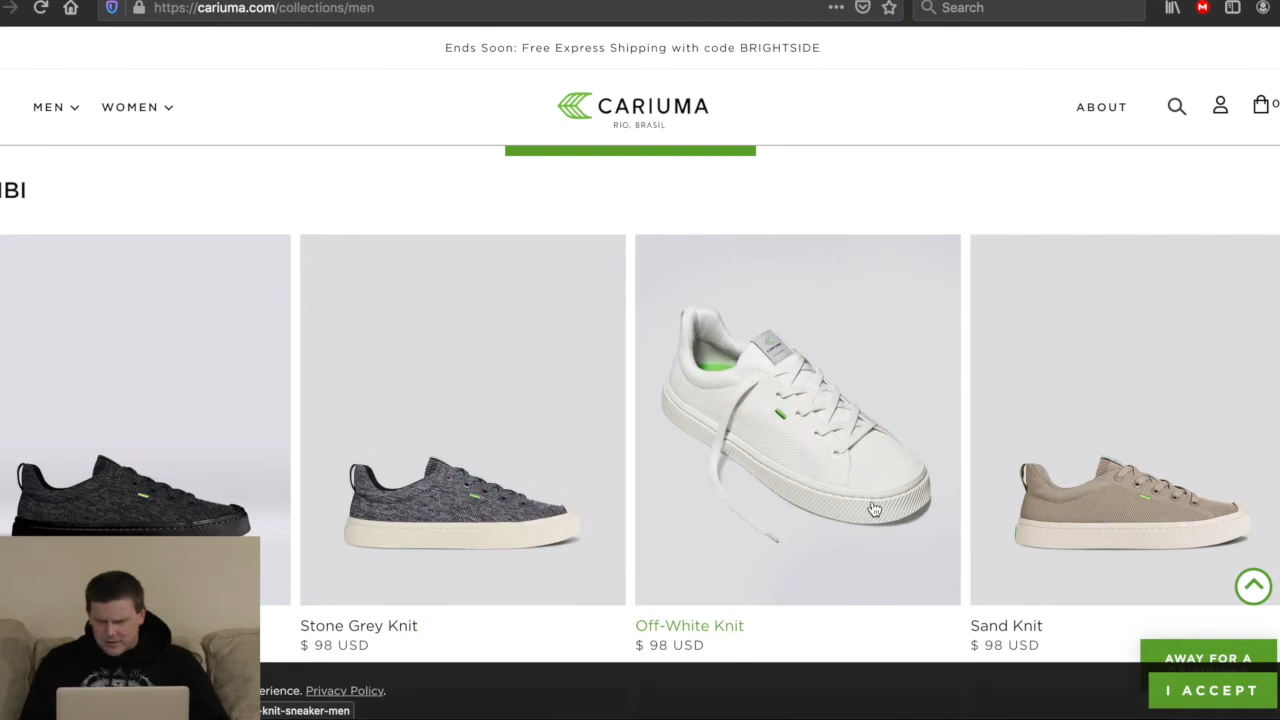 https://cariuma.com/collections/men
Search
Ends Soon: Free Express Shipping with code BRIGHTSIDE
MEN
WOMEN
CARIUMA
RIO, BRASIL
ABOUT
0
IBI
CARIUMA
Stone Grey Knit
$ 98 USD
Off-White Knit
$ 98 USD
Sand Knit
$ 98 USD
AWAY FOR A
erience. Privacy Policy.
I ACCEPT
-knit-sneaker-men